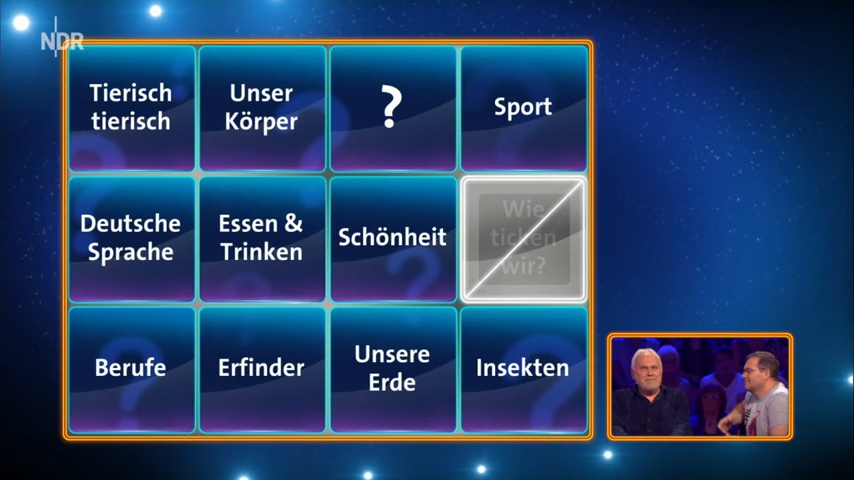 NDR
Tierisch
tierisch
Unser
Körper
?
Sport
Deutsche
Sprache
Essen &
Trinken
Schönheit
Wie
ticken
wir?
Berufe
Erfinder
Unsere
Erde
Insekten